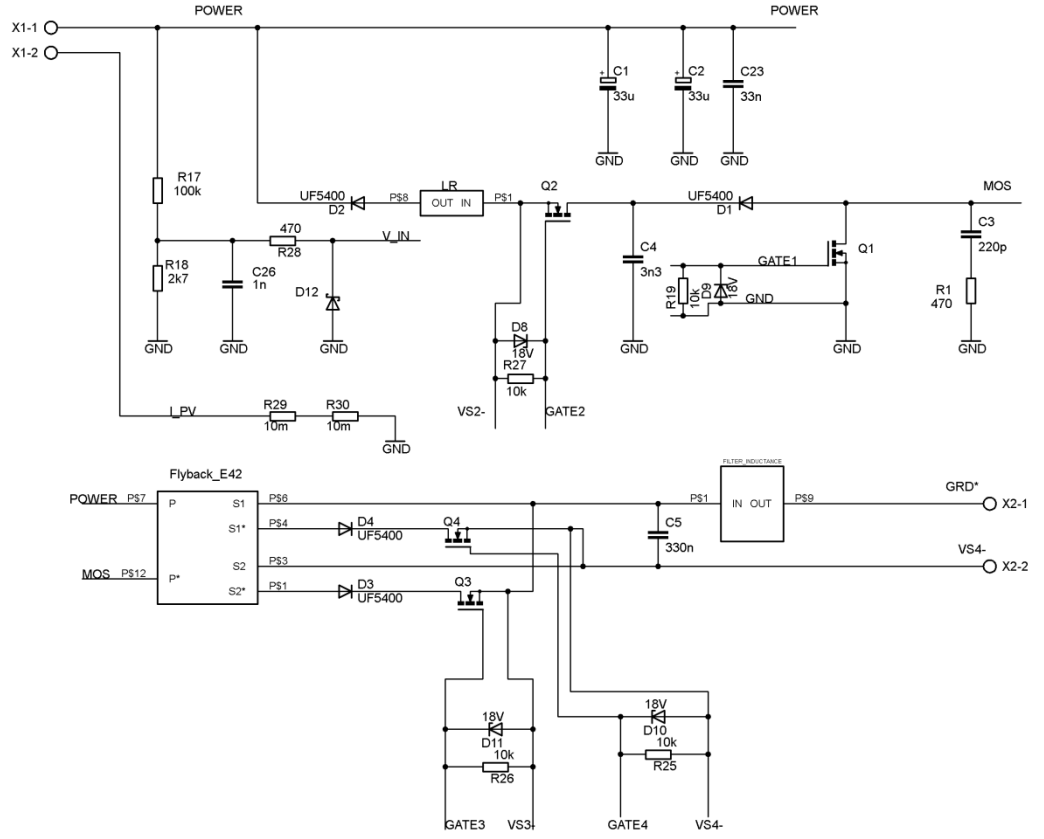 POWER
POWER
X1-1
X1-2
C1
33u
C2
33u
C23
33n
GND
GND
GND
R17
100k
UF5400
D2
P$8
LR
OUT IN
P$1
Q2
UF5400
D1
MOS
470
R28
V_IN
R18
2k7
C26
1n
D12
C4
3n3
GATE1
Q1
C3
220p
R19
10k
D9
18V
GND
R1
470
GND
GND
GND
D8
18V
GND
GND
GND
R27
10k
VS2-
GATE2
I_PV
R29
10m
R30
10m
GND
Flyback_E42
FILTER_INDUCTANCE
POWER
P$7
P
S1
P$6
P$1
IN OUT
P$9
GRD*
X2-1
S1*
P$4
D4
UF5400
Q4
C5
330n
S2
P$3
VS4-
X2-2
MOS
P$12
P*
S2*
P$1
D3
UF5400
Q3
18V
D11
10k
R26
18V
D10
10k
R25
GATE3
VS3-
GATE4
VS4-